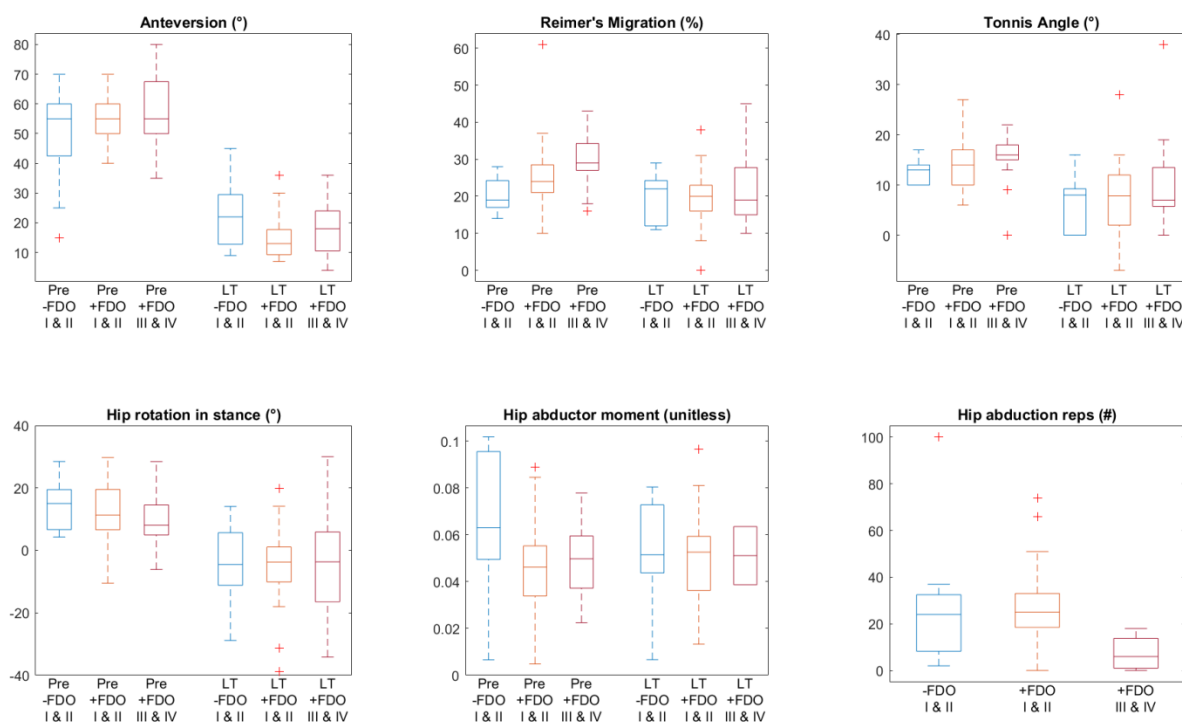 Anteversion (°)
80
70
60
50
40
30
20
10
Pre Pre Pre LT LT LT
-FDO +FDO +FDO -FDO +FDO +FDO
I & II I & II III & IV I & II I & II III & IV
Reimer's Migration (%)
60
50
40
30
20
10
0
Pre Pre Pre LT LT LT
-FDO +FDO +FDO -FDO +FDO +FDO
I & II I & II III & IV I & II I & II III & IV
Tonnis Angle (°)
40
30
20
10
0
Pre Pre Pre LT LT LT
-FDO +FDO +FDO -FDO +FDO +FDO
I & II I & II III & IV I & II I & II III & IV
Hip rotation in stance (°)
40
20
0
-20
-40
Pre Pre Pre LT LT LT
-FDO +FDO +FDO -FDO +FDO +FDO
I & II I & II III & IV I & II I & II III & IV
Hip abductor moment (unitless)
0.1
0.08
0.06
0.04
0.02
0
Pre Pre Pre LT LT LT
-FDO +FDO +FDO -FDO +FDO +FDO
I & II I & II III & IV I & II I & II III & IV
Hip abduction reps (#)
100
80
60
40
20
0
-FDO +FDO +FDO
I & II I & II III & IV